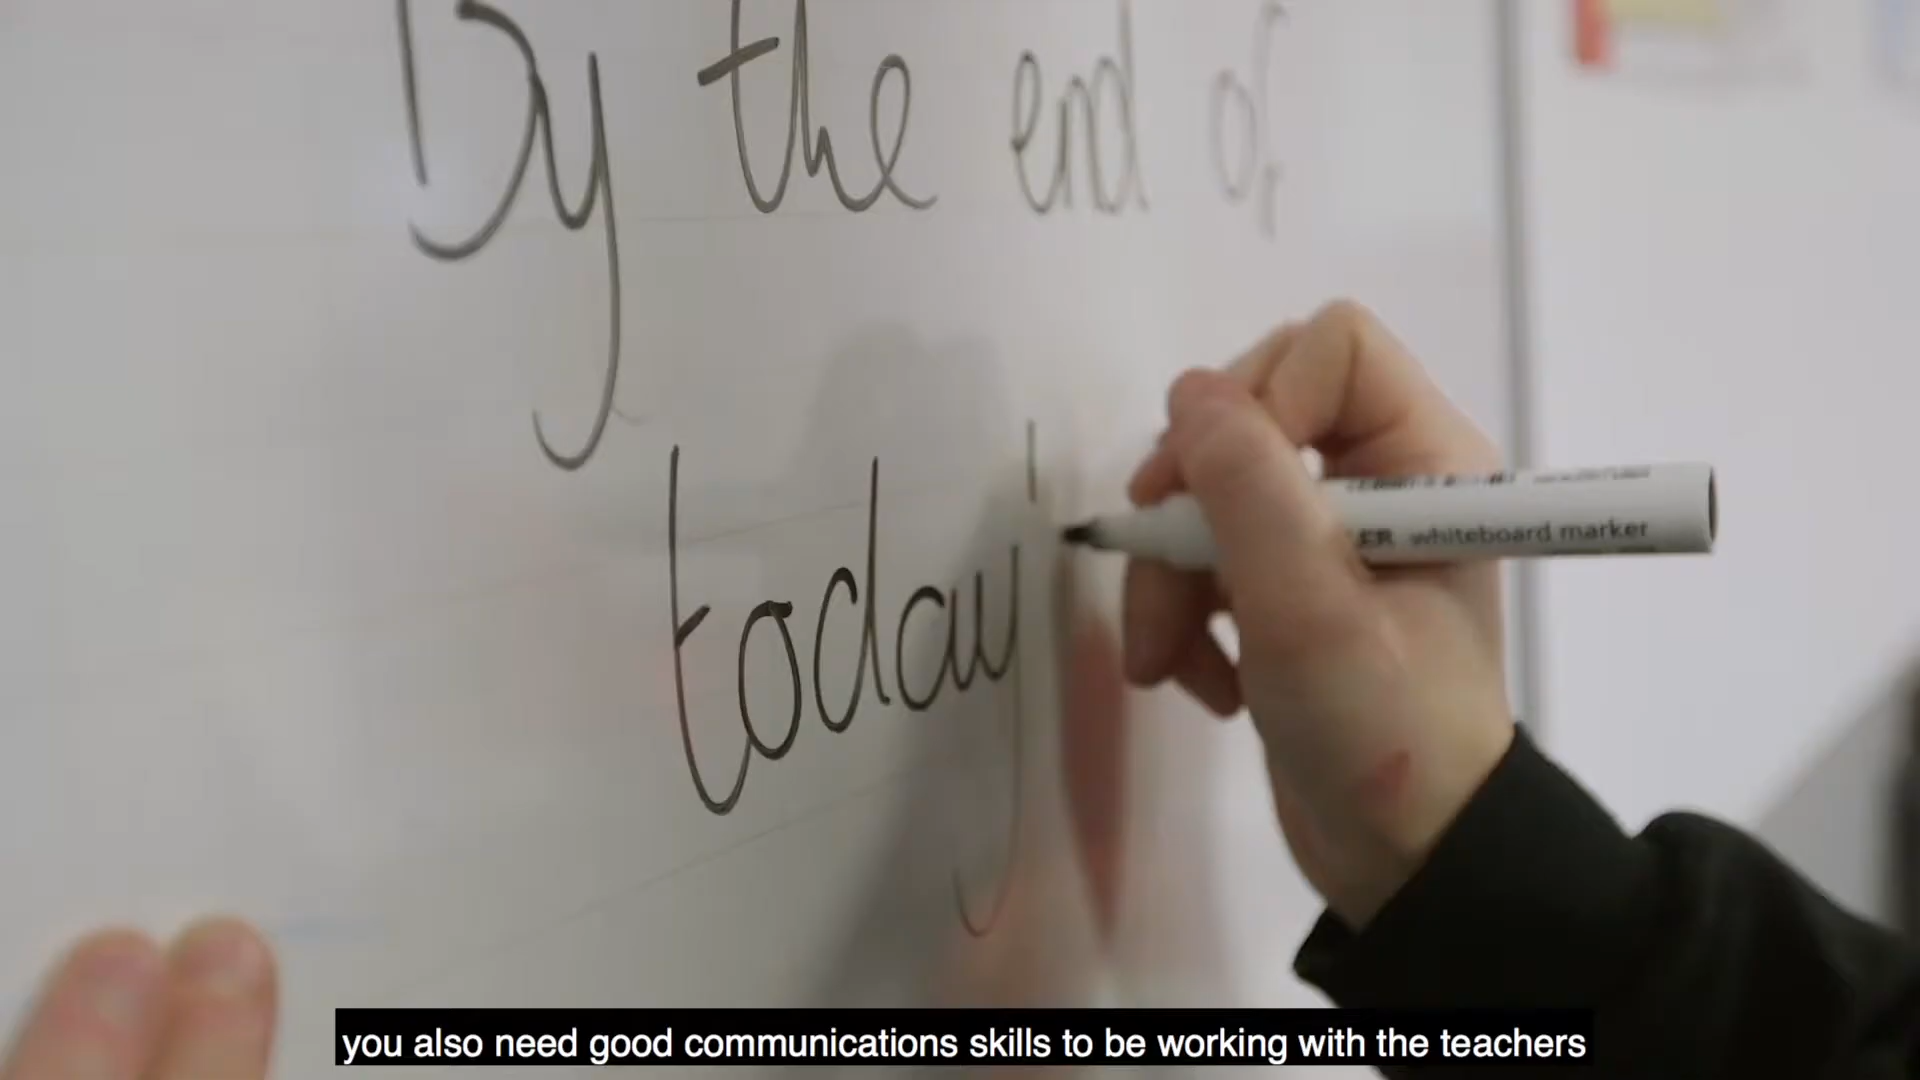 By the end of
today'
ER whiteboard marker
you also need good communications skills to be working with the teachers